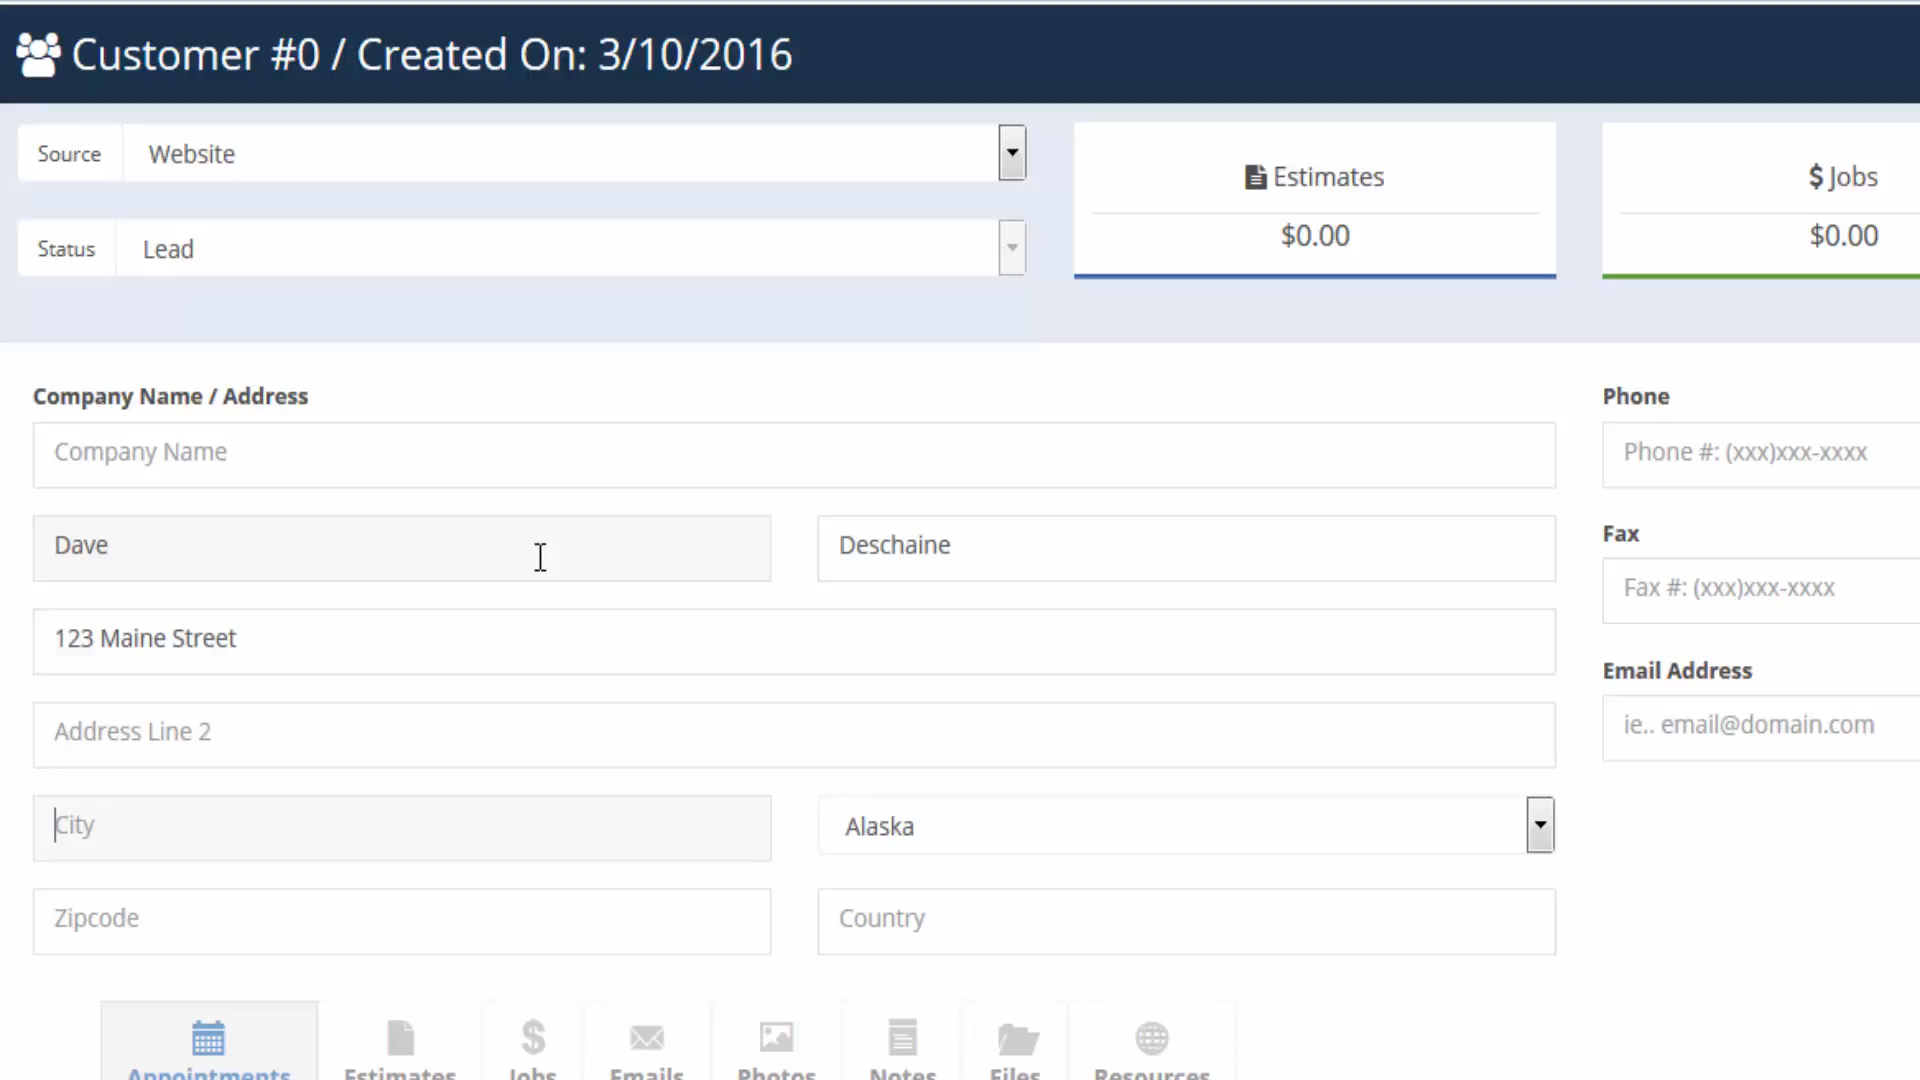 Customer #0 / Created On: 3/10/2016
Source Website
Status Lead
Estimates
$0.00
$ Jobs
$0.00
Company Name / Address
Company Name
Dave Deschaine
123 Maine Street
Address Line 2
City Alaska
Zipcode Country
Phone
Phone #: (xxx)xxx-xxxx
Fax
Fax #: (xxx)xxx-xxxx
Email Address
ie.. email@domain.com
Appointments Estimates Jobs Emails Photos Notes Files Resources